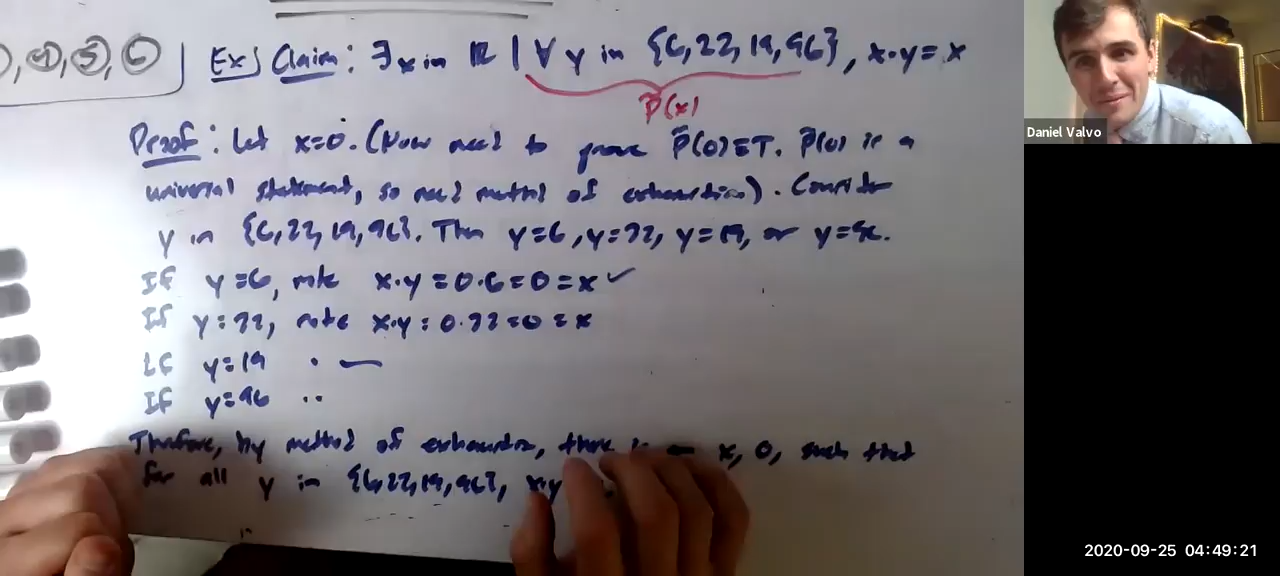 , 4, 5, 6
Ex) Claim: ∃x in ℝ | ∀ y in {6, 22, 19, 96}, x·y = x
P(x)
Proof: Let x=0. (Now need to prove P(0)≡T. P(0) is a
universal statement, so need method of exhaustion). Consider
y in {6, 22, 19, 96}. Then y=6, y=22, y=19, or y=96.
If y=6, note x·y = 0·6 = 0 = x ✓
If y=22, note x·y = 0·22 = 0 = x
If y=19 · —
If y=96 ··
Therefore, by method of exhaustion, there is x, 0, such that
for all y in {6, 22, 19, 96}, x·y
Daniel Valvo
2020-09-25 04:49:21